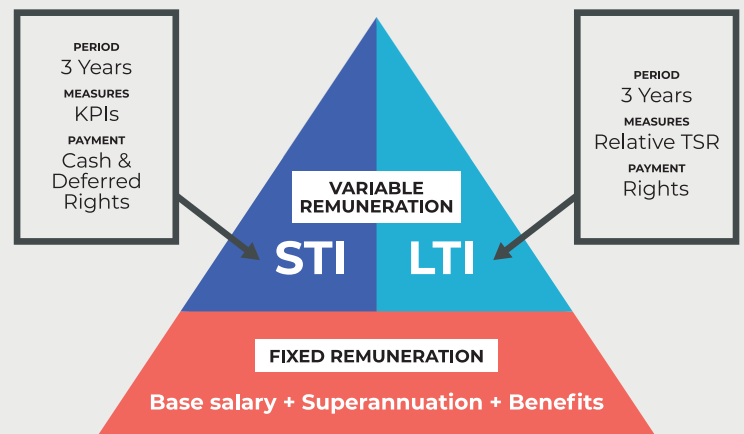 PERIOD
3 Years
MEASURES
KPIs
PAYMENT
Cash &
Deferred
Rights
PERIOD
3 Years
MEASURES
Relative TSR
PAYMENT
Rights
VARIABLE
REMUNERATION
STI LTI
FIXED REMUNERATION
Base salary + Superannuation + Benefits